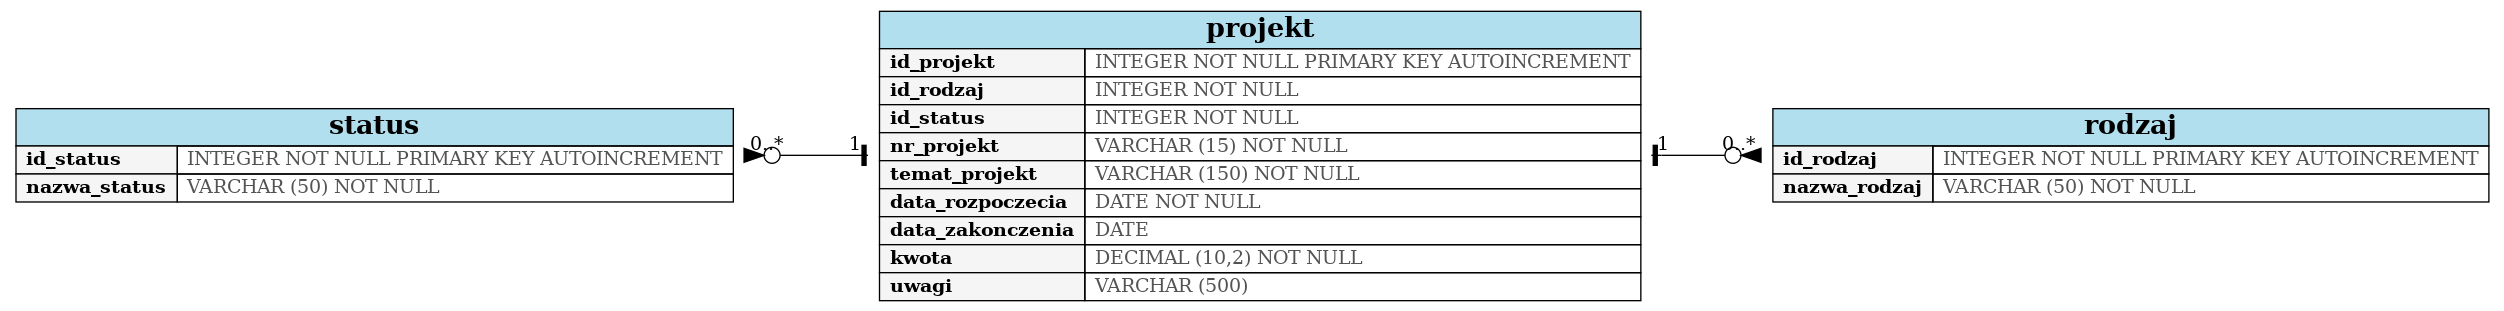 status
id_status INTEGER NOT NULL PRIMARY KEY AUTOINCREMENT
nazwa_status VARCHAR (50) NOT NULL
0..* 1
projekt
id_projekt INTEGER NOT NULL PRIMARY KEY AUTOINCREMENT
id_rodzaj INTEGER NOT NULL
id_status INTEGER NOT NULL
nr_projekt VARCHAR (15) NOT NULL
temat_projekt VARCHAR (150) NOT NULL
data_rozpoczecia DATE NOT NULL
data_zakonczenia DATE
kwota DECIMAL (10,2) NOT NULL
uwagi VARCHAR (500)
1 0..*
rodzaj
id_rodzaj INTEGER NOT NULL PRIMARY KEY AUTOINCREMENT
nazwa_rodzaj VARCHAR (50) NOT NULL